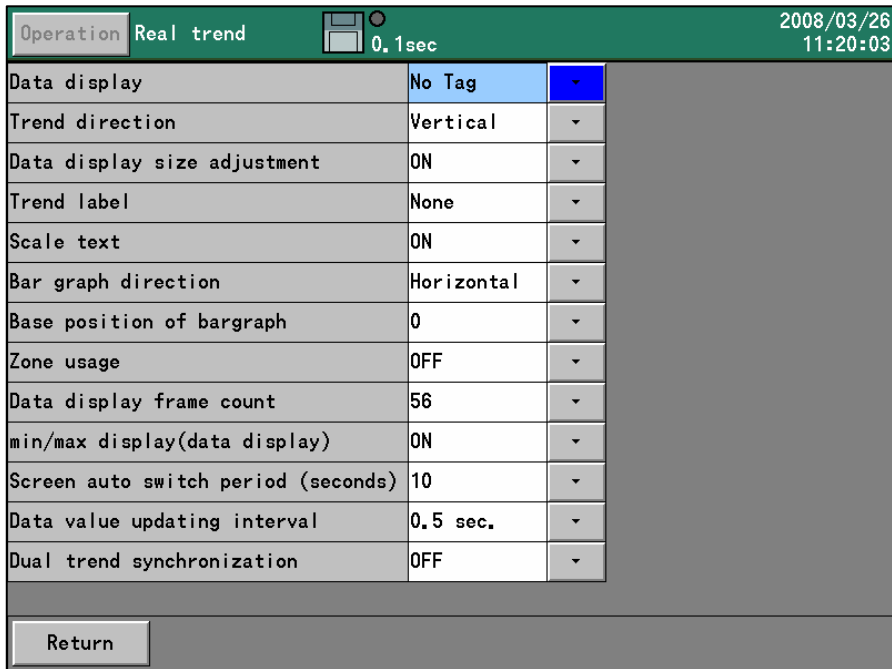 Operation Real trend 0.1sec 2008/03/26
11:20:03
Data display No Tag
Trend direction Vertical
Data display size adjustment ON
Trend label None
Scale text ON
Bar graph direction Horizontal
Base position of bargraph 0
Zone usage OFF
Data display frame count 56
min/max display(data display) ON
Screen auto switch period (seconds) 10
Data value updating interval 0.5 sec.
Dual trend synchronization OFF
Return